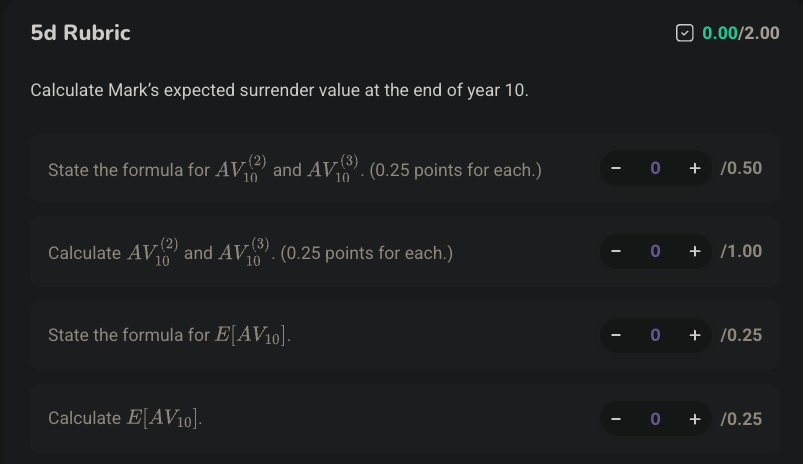 5d Rubric
0.00/2.00
Calculate Mark's expected surrender value at the end of year 10.
State the formula for $AV_{10}^{(2)}$ and $AV_{10}^{(3)}$. (0.25 points for each.)
− 0 + /0.50
Calculate $AV_{10}^{(2)}$ and $AV_{10}^{(3)}$. (0.25 points for each.)
− 0 + /1.00
State the formula for $E[AV_{10}]$.
− 0 + /0.25
Calculate $E[AV_{10}]$.
− 0 + /0.25